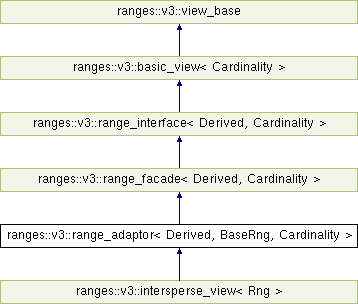 ranges::v3::view_base
ranges::v3::basic_view< Cardinality >
ranges::v3::range_interface< Derived, Cardinality >
ranges::v3::range_facade< Derived, Cardinality >
ranges::v3::range_adaptor< Derived, BaseRng, Cardinality >
ranges::v3::intersperse_view< Rng >